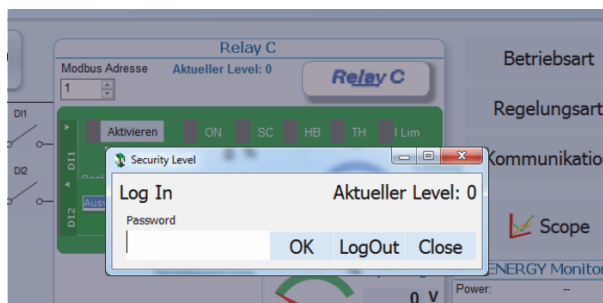 Relay C
Modbus Adresse
Aktueller Level: 0
Relay C
1
Betriebsart
Regelungsart
DI1
Aktivieren
ON
SC
HB
TH
I Lim
DI1
Security Level
Kommunikatio
DI2
Log In
Aktueller Level: 0
DI2
Password
OK
LogOut
Close
Scope
ENERGY Monitor
Power:
--
0 V